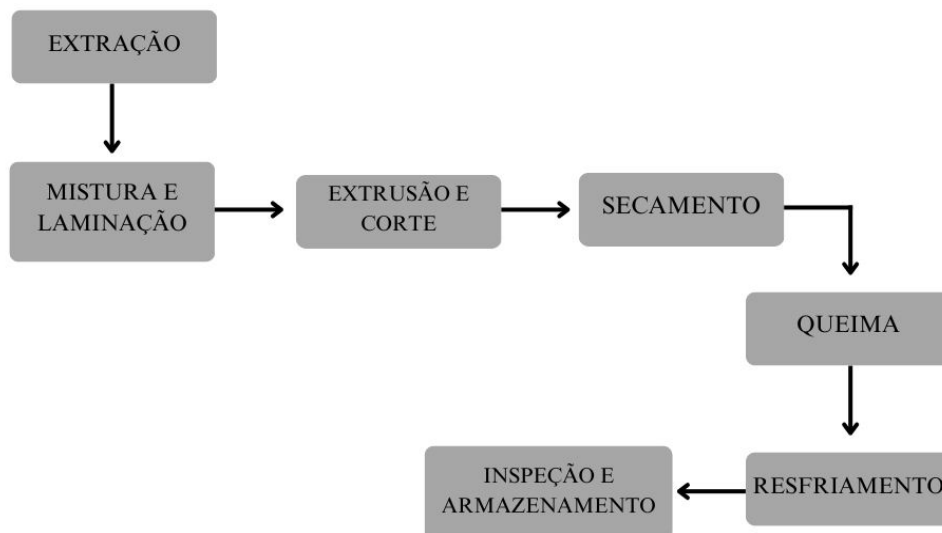 EXTRAÇÃO
MISTURA E
LAMINAÇÃO
EXTRUSÃO E
CORTE
SECAMENTO
QUEIMA
RESFRIAMENTO
INSPEÇÃO E
ARMAZENAMENTO